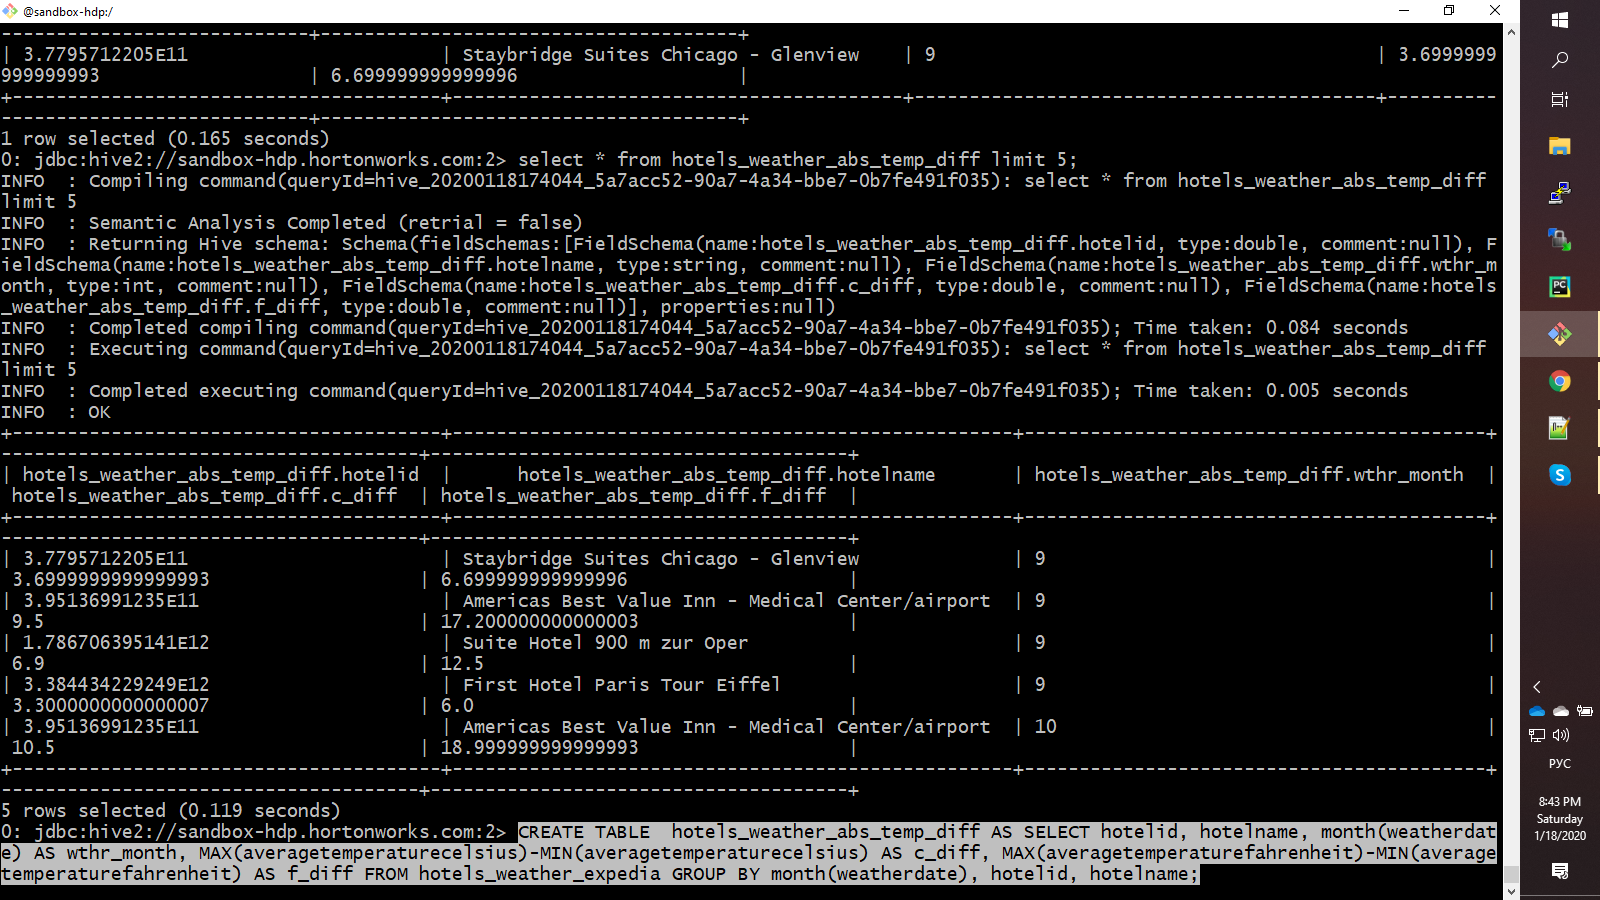 @sandbox-hdp:/
---------------------------+--------------------------------------+
| 3.7795712205E11 | Staybridge Suites Chicago - Glenview | 9 | 3.6999999
999999993 | 6.699999999999996 |
+---------------------------------------+-----------------------------------------+------------------------------------------+----------
---------------------------+--------------------------------------+
1 row selected (0.165 seconds)
0: jdbc:hive2://sandbox-hdp.hortonworks.com:2> select * from hotels_weather_abs_temp_diff limit 5;
INFO : Compiling command(queryId=hive_20200118174044_5a7acc52-90a7-4a34-bbe7-0b7fe491f035): select * from hotels_weather_abs_temp_diff
limit 5
INFO : Semantic Analysis Completed (retrial = false)
INFO : Returning Hive schema: Schema(fieldSchemas:[FieldSchema(name:hotels_weather_abs_temp_diff.hotelid, type:double, comment:null), F
ieldSchema(name:hotels_weather_abs_temp_diff.hotelname, type:string, comment:null), FieldSchema(name:hotels_weather_abs_temp_diff.wthr_m
onth, type:int, comment:null), FieldSchema(name:hotels_weather_abs_temp_diff.c_diff, type:double, comment:null), FieldSchema(name:hotels
_weather_abs_temp_diff.f_diff, type:double, comment:null)], properties:null)
INFO : Completed compiling command(queryId=hive_20200118174044_5a7acc52-90a7-4a34-bbe7-0b7fe491f035); Time taken: 0.084 seconds
INFO : Executing command(queryId=hive_20200118174044_5a7acc52-90a7-4a34-bbe7-0b7fe491f035): select * from hotels_weather_abs_temp_diff
limit 5
INFO : Completed executing command(queryId=hive_20200118174044_5a7acc52-90a7-4a34-bbe7-0b7fe491f035); Time taken: 0.005 seconds
INFO : OK
+---------------------------------------+---------------------------------------------------+------------------------------------------+
--------------------------------------+--------------------------------------+
| hotels_weather_abs_temp_diff.hotelid | hotels_weather_abs_temp_diff.hotelname | hotels_weather_abs_temp_diff.wthr_month |
hotels_weather_abs_temp_diff.c_diff | hotels_weather_abs_temp_diff.f_diff |
+---------------------------------------+---------------------------------------------------+------------------------------------------+
--------------------------------------+--------------------------------------+
| 3.7795712205E11 | Staybridge Suites Chicago - Glenview | 9 |
3.6999999999999993 | 6.699999999999996 |
| 3.95136991235E11 | Americas Best Value Inn - Medical Center/airport | 9 |
9.5 | 17.200000000000003 |
| 1.786706395141E12 | Suite Hotel 900 m zur Oper | 9 |
6.9 | 12.5 |
| 3.384434229249E12 | First Hotel Paris Tour Eiffel | 9 |
3.3000000000000007 | 6.0 |
| 3.95136991235E11 | Americas Best Value Inn - Medical Center/airport | 10 |
10.5 | 18.999999999999993 |
+---------------------------------------+---------------------------------------------------+------------------------------------------+
--------------------------------------+--------------------------------------+
5 rows selected (0.119 seconds)
0: jdbc:hive2://sandbox-hdp.hortonworks.com:2> CREATE TABLE hotels_weather_abs_temp_diff AS SELECT hotelid, hotelname, month(weatherdat
e) AS wthr_month, MAX(averagetemperaturecelsius)-MIN(averagetemperaturecelsius) AS c_diff, MAX(averagetemperaturefahrenheit)-MIN(average
temperaturefahrenheit) AS f_diff FROM hotels_weather_expedia GROUP BY month(weatherdate), hotelid, hotelname;
PC
РУС
8:43 PM
Saturday
1/18/2020